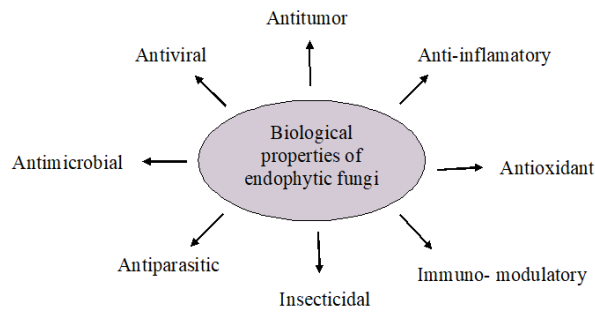 Antitumor
Antiviral
Anti-inflamatory
Biological
properties of
endophytic fungi
Antimicrobial
Antioxidant
Antiparasitic
Immuno- modulatory
Insecticidal